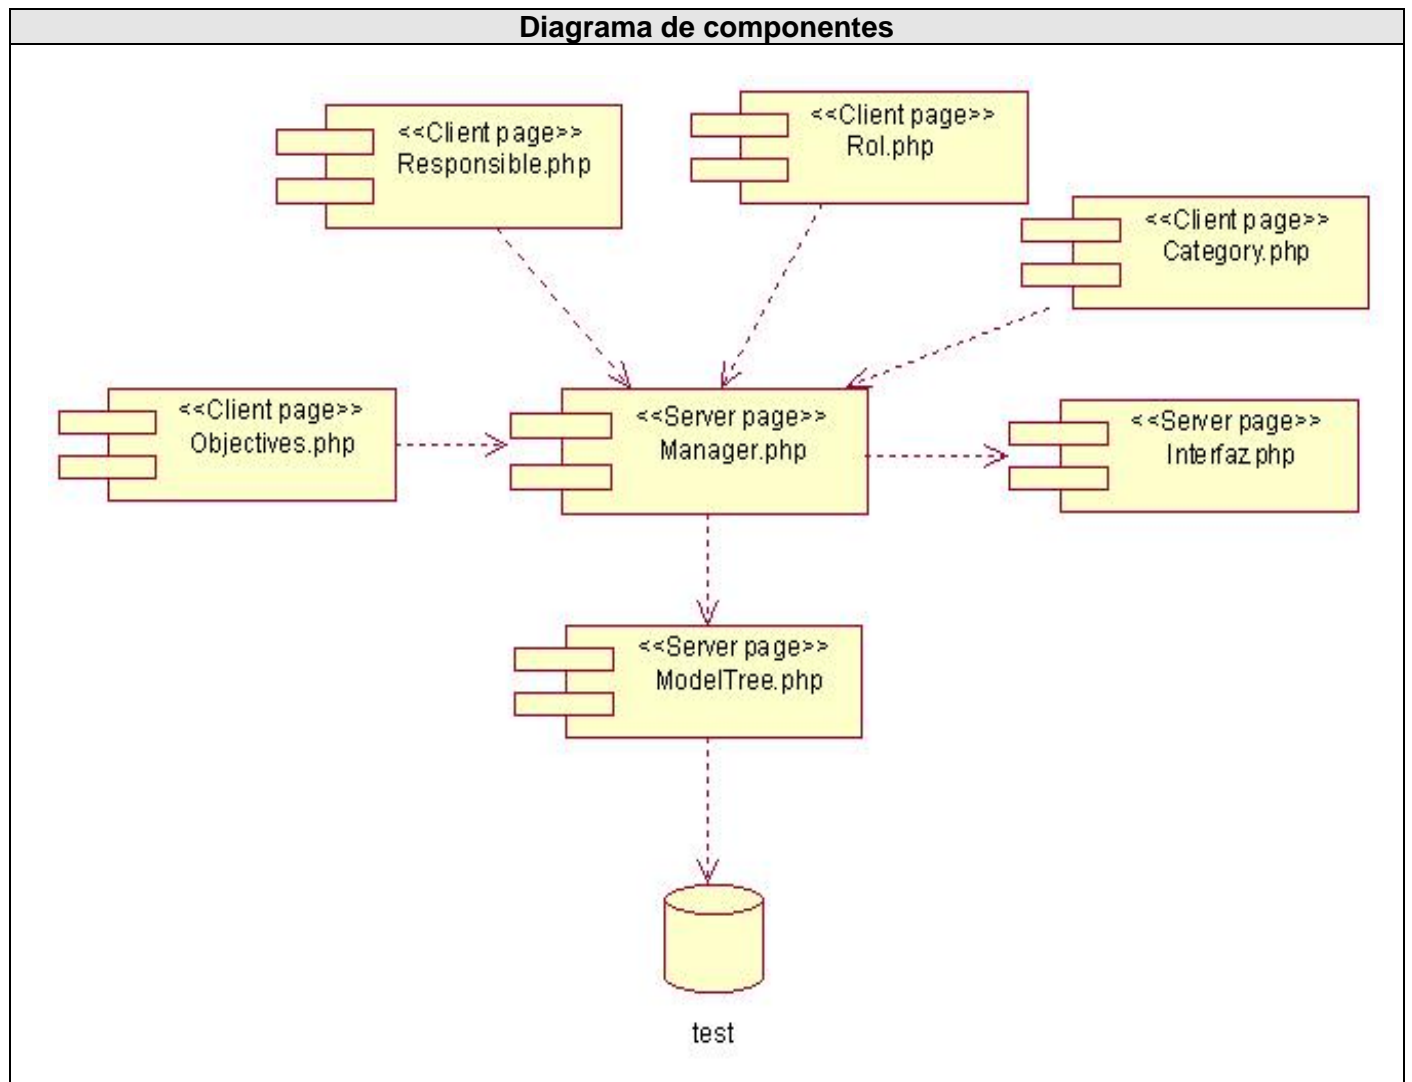 Diagrama de componentes
<<Client page>>
Responsible.php
<<Client page>>
Rol.php
<<Client page>>
Category.php
<<Client page>>
Objectives.php
<<Server page>>
Manager.php
<<Server page>>
Interfaz.php
<<Server page>>
ModelTree.php
test